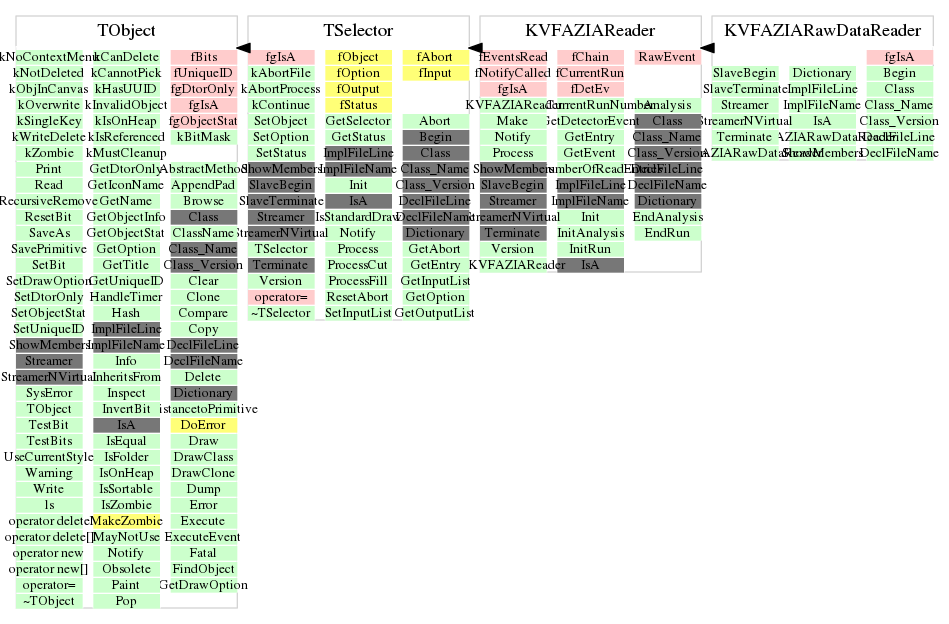 TObject
kNoContextMenu
kNotDeleted
kObjInCanvas
kOverwrite
kSingleKey
kWriteDelete
kZombie
Print
Read
RecursiveRemove
ResetBit
SaveAs
SavePrimitive
SetBit
SetDrawOption
SetDtorOnly
SetObjectStat
SetUniqueID
ShowMembers
Streamer
StreamerNVirtual
SysError
TObject
TestBit
TestBits
UseCurrentStyle
Warning
Write
ls
operator delete
operator delete[]
operator new
operator new[]
operator=
~TObject
kCanDelete
kCannotPick
kHasUUID
kInvalidObject
kIsOnHeap
kIsReferenced
kMustCleanup
GetDtorOnly
GetIconName
GetName
GetObjectInfo
GetObjectStat
GetOption
GetTitle
GetUniqueID
HandleTimer
Hash
ImplFileLine
ImplFileName
Info
InheritsFrom
Inspect
InvertBit
IsA
IsEqual
IsFolder
IsOnHeap
IsSortable
IsZombie
MakeZombie
MayNotUse
Notify
Obsolete
Paint
Pop
fBits
fUniqueID
fgDtorOnly
fgIsA
fgObjectStat
kBitMask
AbstractMethod
AppendPad
Browse
Class
ClassName
Class_Name
Class_Version
Clear
Clone
Compare
Copy
DeclFileLine
DeclFileName
Delete
Dictionary
istancetoPrimitive
DoError
Draw
DrawClass
DrawClone
Dump
Error
Execute
ExecuteEvent
Fatal
FindObject
GetDrawOption
TSelector
fgIsA
kAbortFile
kAbortProcess
kContinue
SetObject
SetOption
SetStatus
ShowMembers
SlaveBegin
SlaveTerminate
Streamer
StreamerNVirtual
TSelector
Terminate
Version
operator=
~TSelector
fObject
fOption
fOutput
fStatus
GetSelector
GetStatus
ImplFileLine
ImplFileName
Init
IsA
IsStandardDraw
Notify
Process
ProcessCut
ProcessFill
ResetAbort
SetInputList
fAbort
fInput
Abort
Begin
Class
Class_Name
Class_Version
DeclFileLine
DeclFileName
Dictionary
GetAbort
GetEntry
GetInputList
GetOption
GetOutputList
KVFAZIAReader
fEventsRead
fNotifyCalled
fgIsA
KVFAZIAReader
Make
Notify
Process
ShowMembers
SlaveBegin
Streamer
StreamerNVirtual
Terminate
Version
~KVFAZIAReader
fChain
fCurrentRun
fDetEv
GetDetectorEvent
GetEntry
GetEvent
ImplFileLine
ImplFileName
Init
InitAnalysis
InitRun
IsA
RawEvent
Analysis
Class
Class_Name
Class_Version
DeclFileName
Dictionary
EndAnalysis
EndRun
KVFAZIARawDataReader
SlaveBegin
SlaveTerminate
Streamer
StreamerNVirtual
Terminate
Dictionary
ImplFileLine
ImplFileName
IsA
ShowMembers
fgIsA
Begin
Class
Class_Name
Class_Version
DeclFileLine
DeclFileName